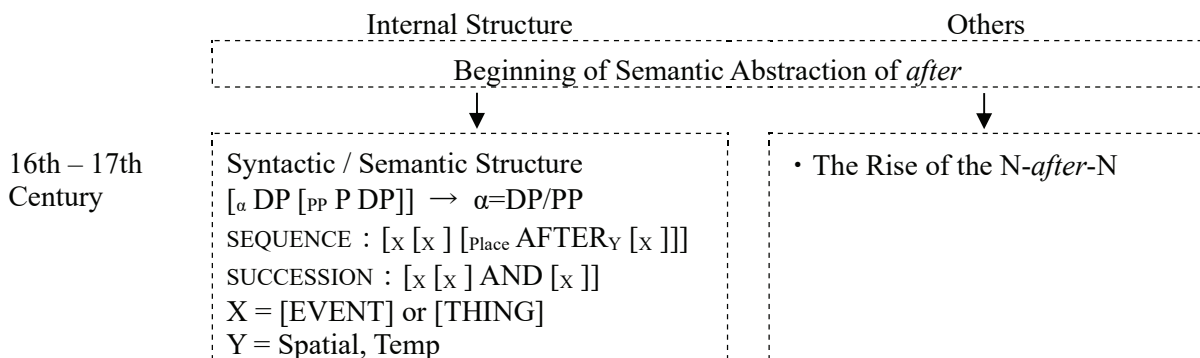 Internal Structure
Others
Beginning of Semantic Abstraction of after
16th – 17th
Century
Syntactic / Semantic Structure
[α DP [PP P DP]] → α=DP/PP
SEQUENCE：[X [X ] [Place AFTERY [X ]]]
SUCCESSION：[X [X ] AND [X ]]
X = [EVENT] or [THING]
Y = Spatial, Temp
・The Rise of the N-after-N